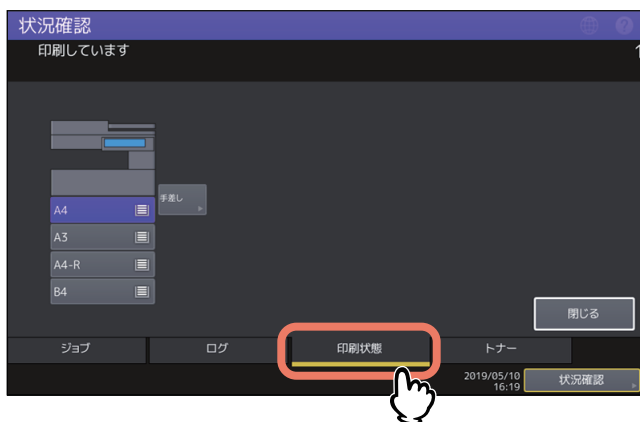 状況確認
印刷しています
1
手差し
A4
A3
A4-R
B4
閉じる
ジョブ ログ 印刷状態 トナー
2019/05/10
16:19
状況確認